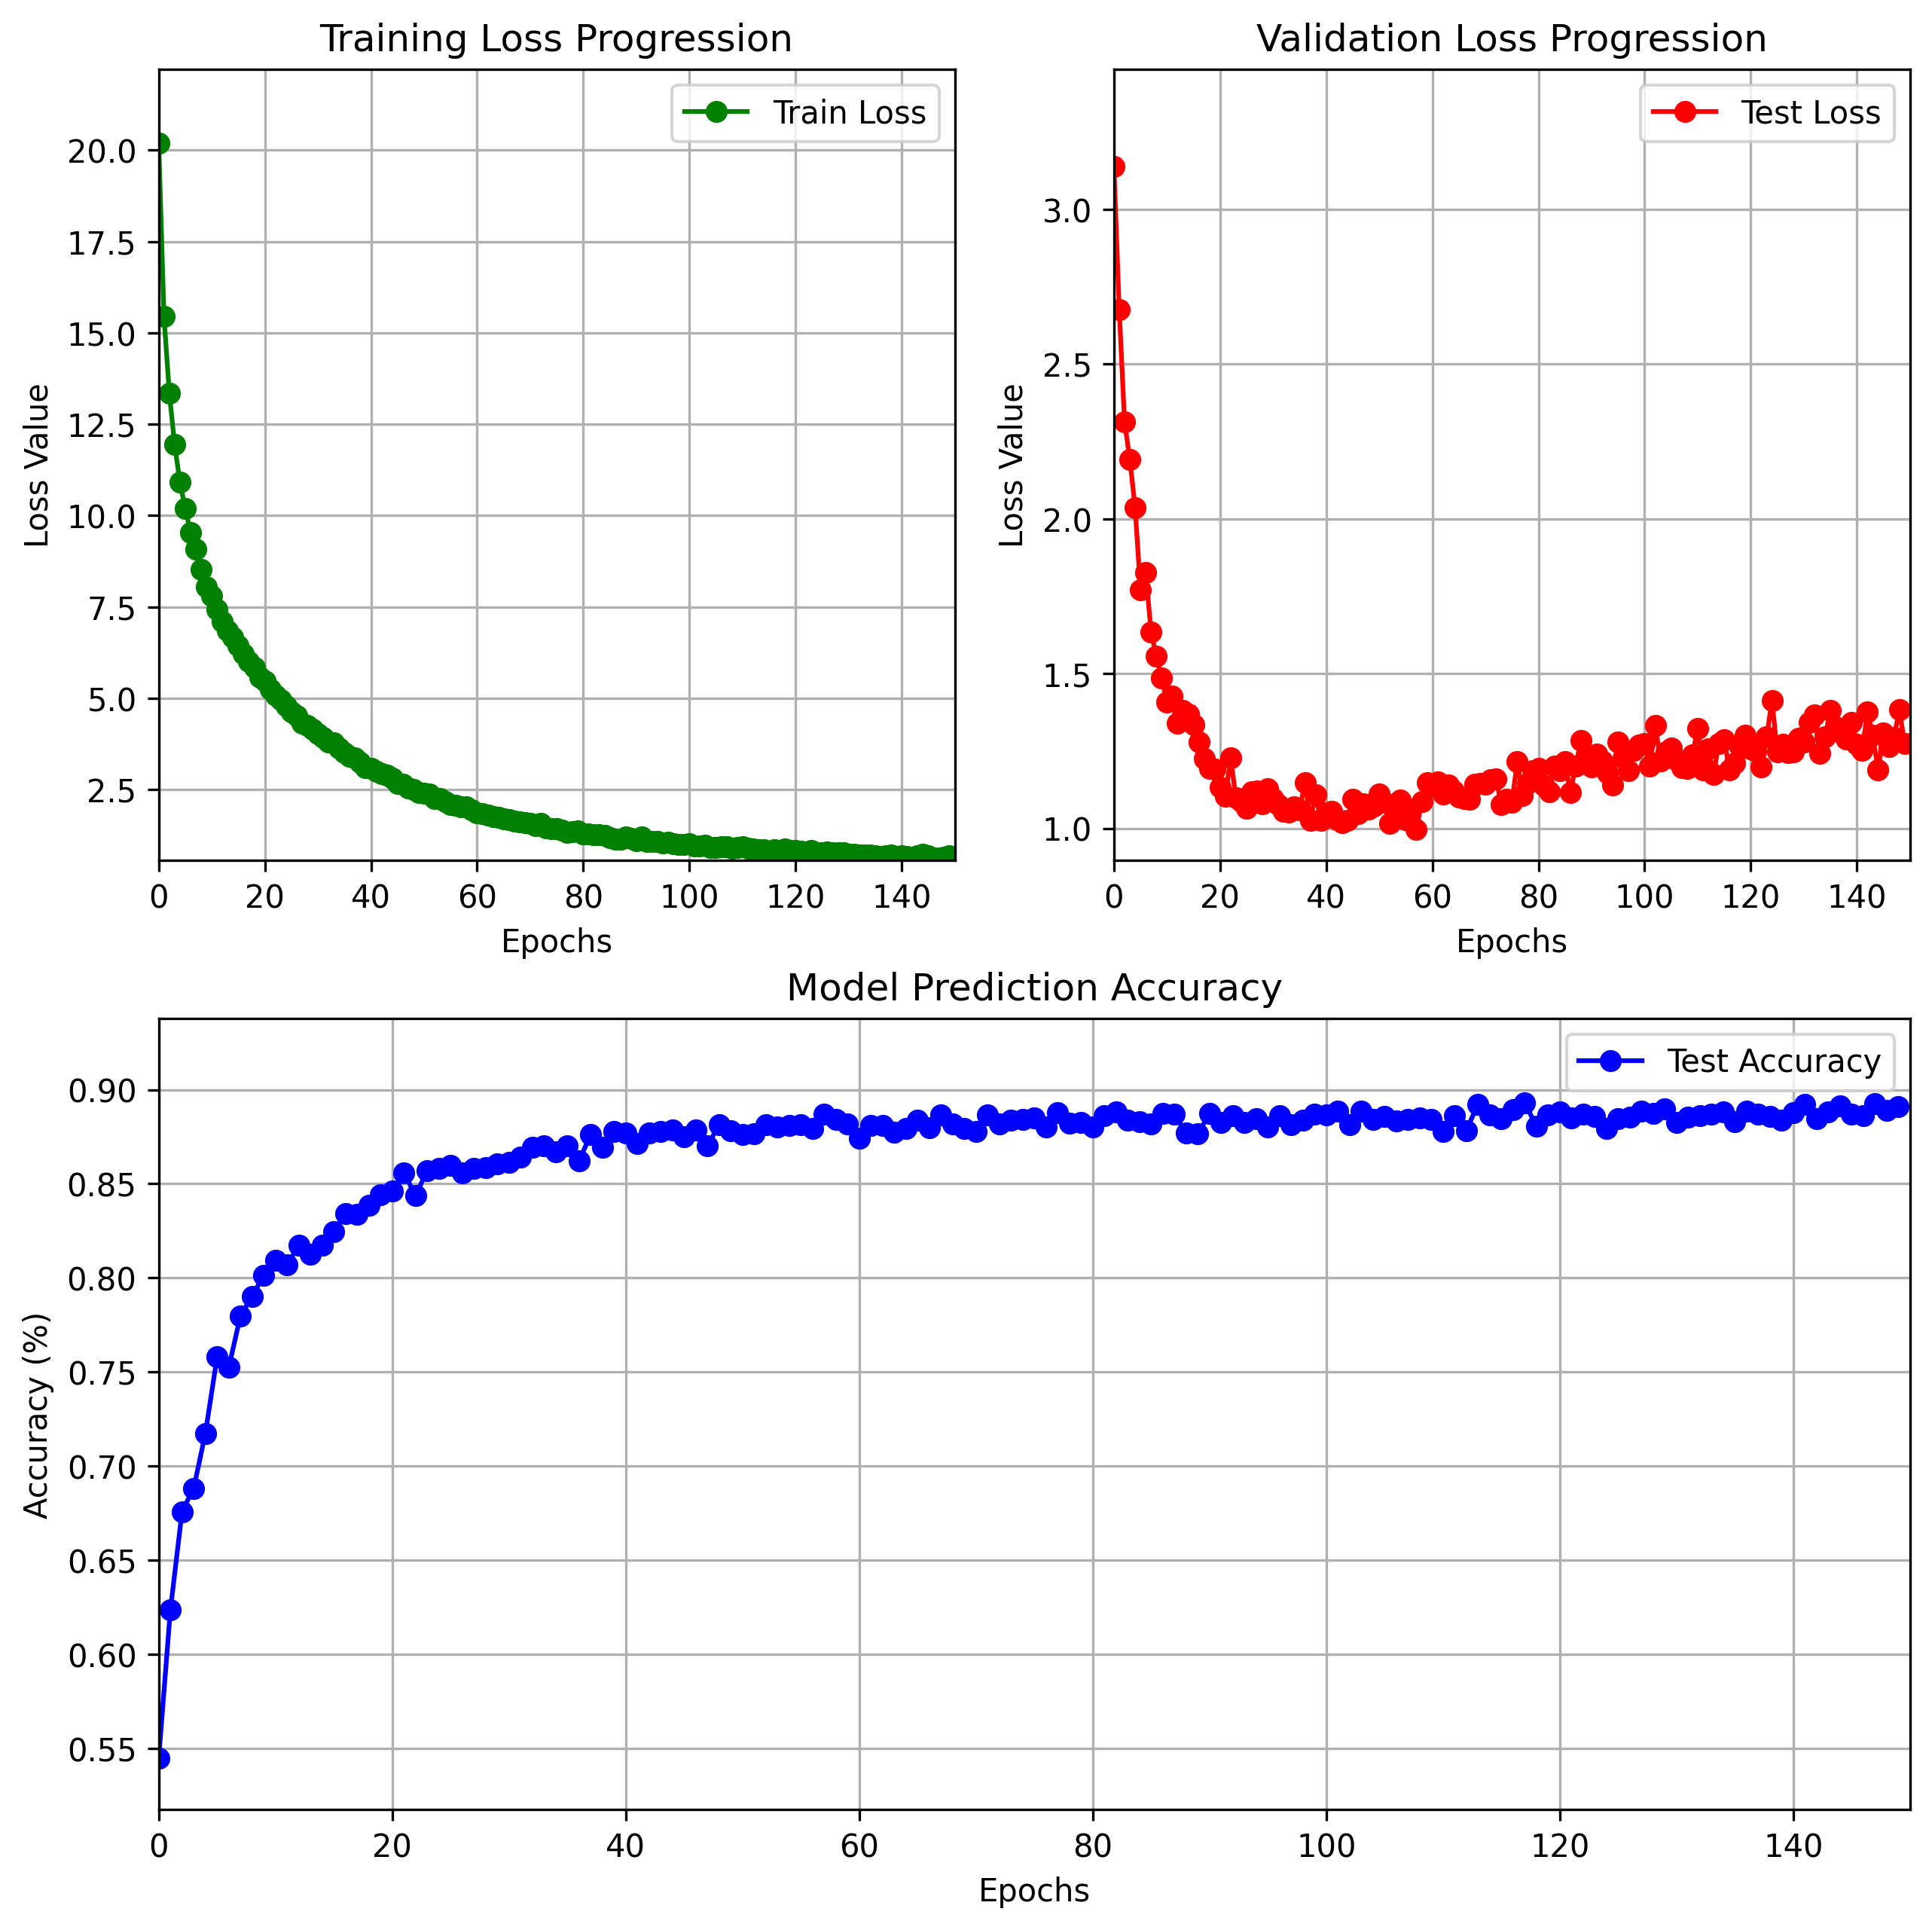 Training Loss Progression
Train Loss
20.0
17.5
15.0
12.5
10.0
7.5
5.0
2.5
Loss Value
0 20 40 60 80 100 120 140
Epochs
Validation Loss Progression
Test Loss
3.0
2.5
2.0
1.5
1.0
Loss Value
0 20 40 60 80 100 120 140
Epochs
Model Prediction Accuracy
Test Accuracy
0.90
0.85
0.80
0.75
0.70
0.65
0.60
0.55
Accuracy (%)
0 20 40 60 80 100 120 140
Epochs